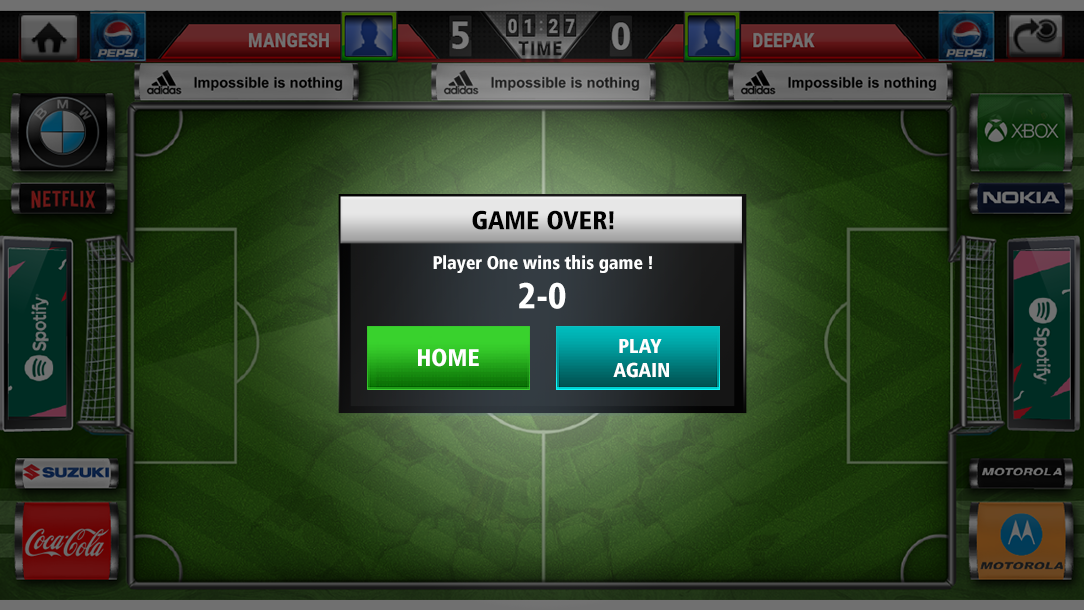 PEPSI
MANGESH
5
01:27
TIME
0
DEEPAK
PEPSI
adidas Impossible is nothing
adidas Impossible is nothing
adidas Impossible is nothing
BMW
XBOX
NETFLIX
NOKIA
GAME OVER!
Player One wins this game !
2-0
HOME
PLAY
AGAIN
Spotify
Spotify
SUZUKI
MOTOROLA
Coca-Cola
MOTOROLA